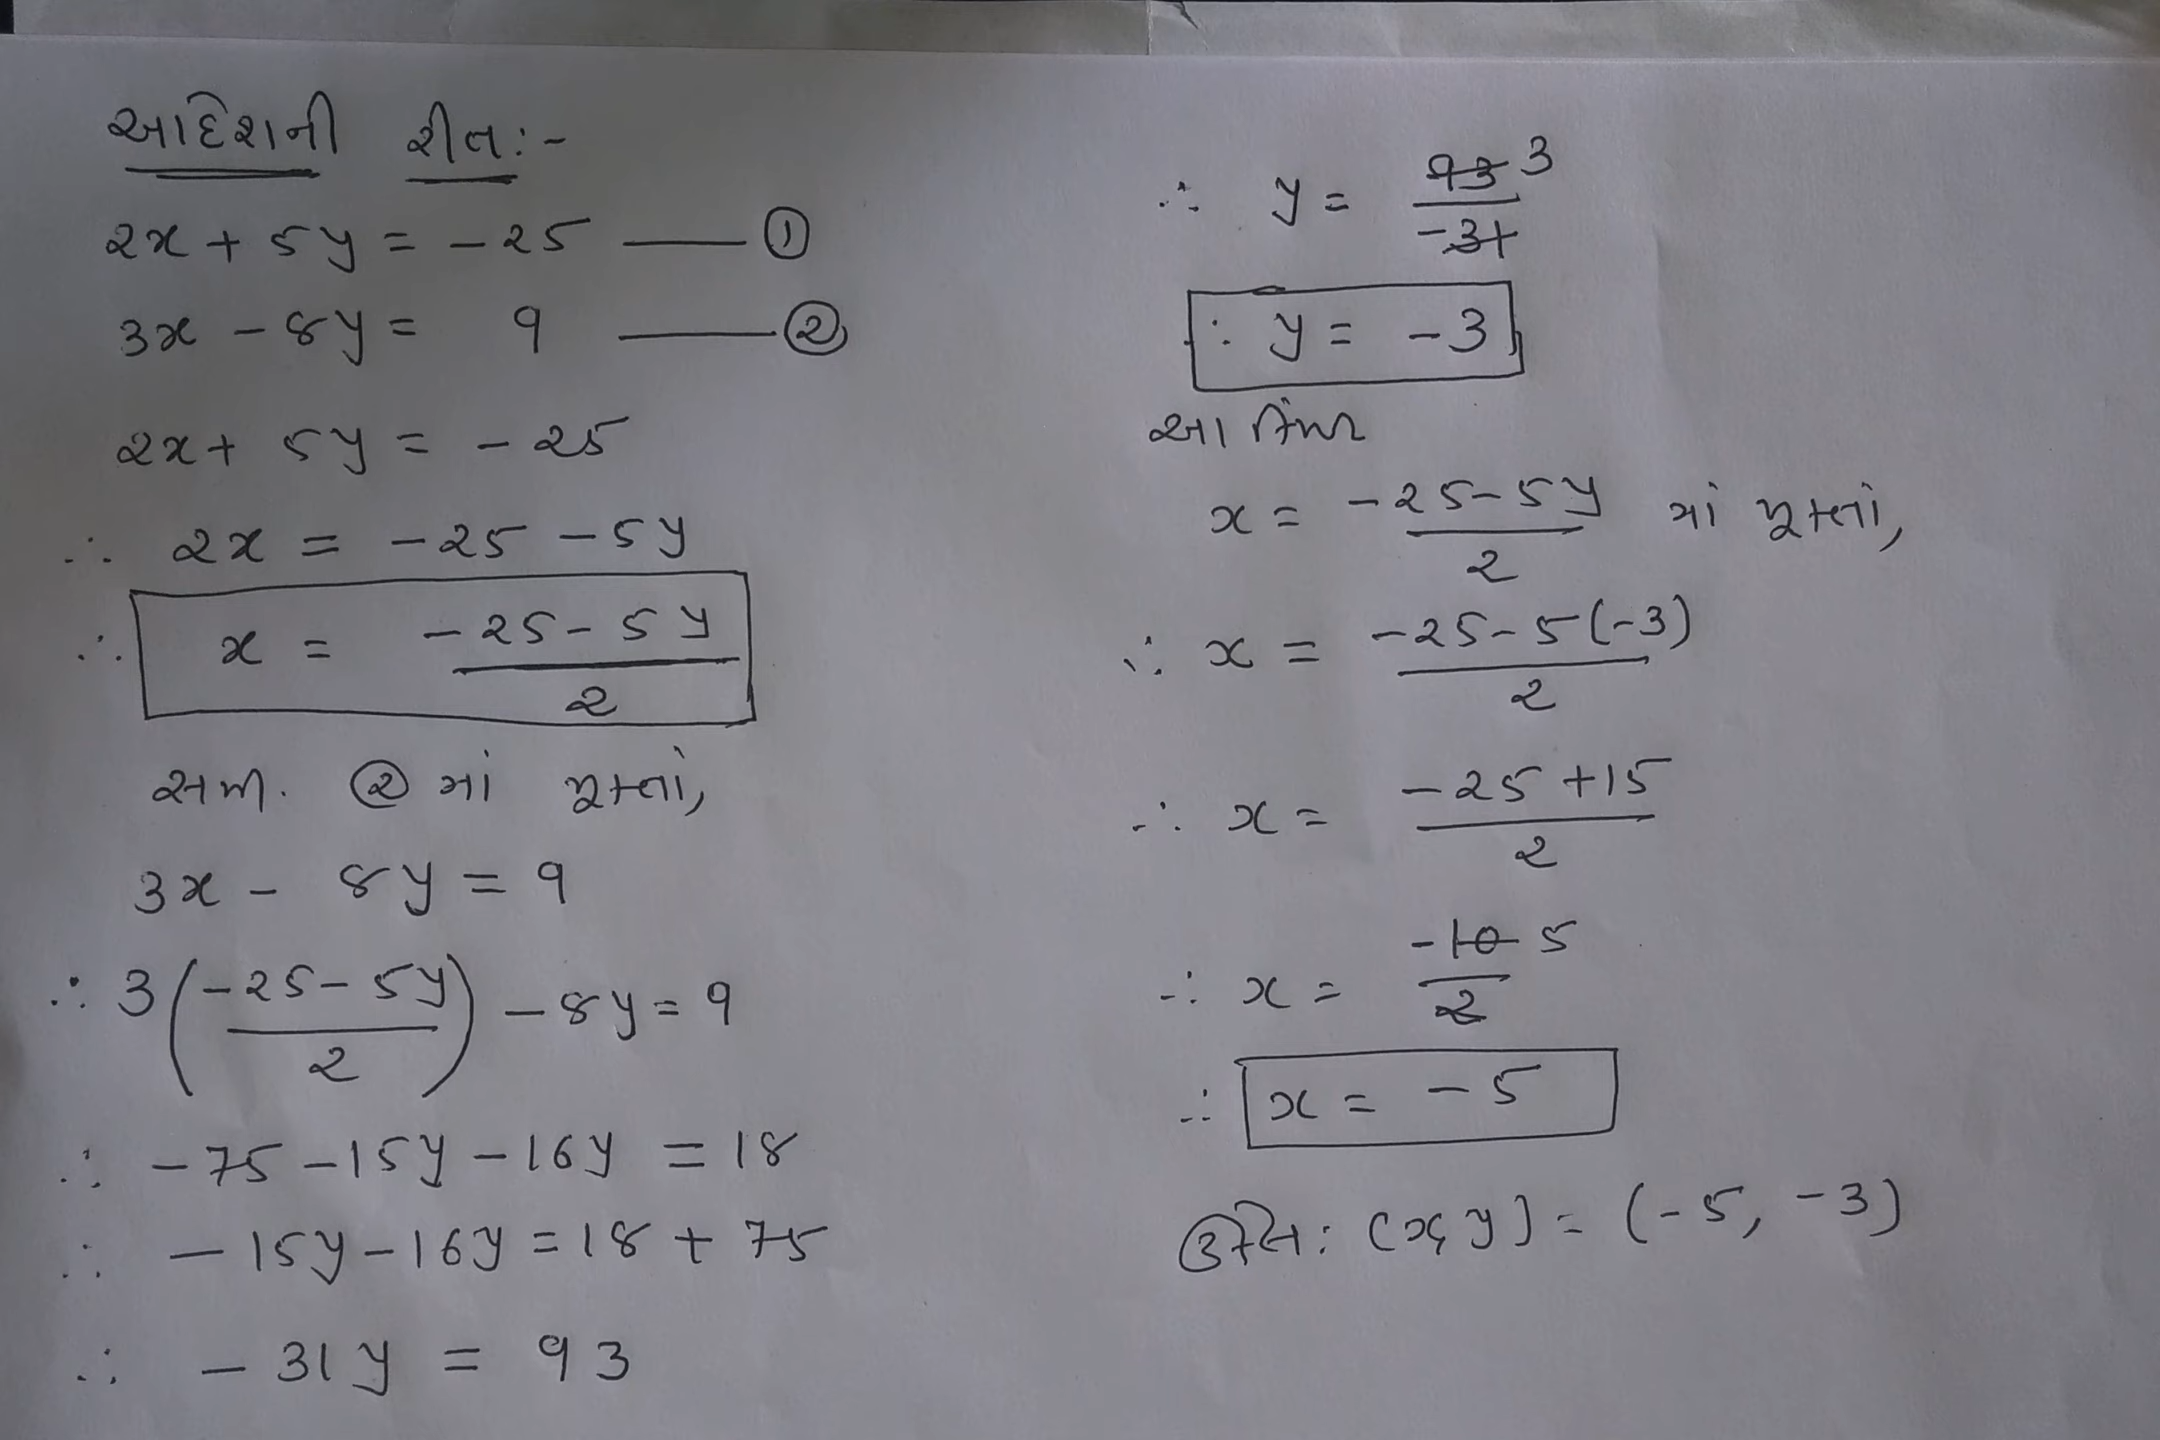 આદેશની રીત:-
2x + 5y = -25 —— ①
3x - 8y = 9 —— ②
2x + 5y = -25
∴ 2x = -25 - 5y
∴ x = (-25 - 5y)/2
સમી. ② માં મૂકતાં,
3x - 8y = 9
∴ 3((-25 - 5y)/2) - 8y = 9
∴ -75 - 15y - 16y = 18
∴ -15y - 16y = 18 + 75
∴ -31y = 93
∴ y = 93/-31 3
∴ y = -3
આ કિંમત
x = (-25 - 5y)/2 માં મૂકતાં,
∴ x = (-25 - 5(-3))/2
∴ x = (-25 + 15)/2
∴ x = -10/2 5
∴ x = -5
ઉકેલ: (x, y) = (-5, -3)